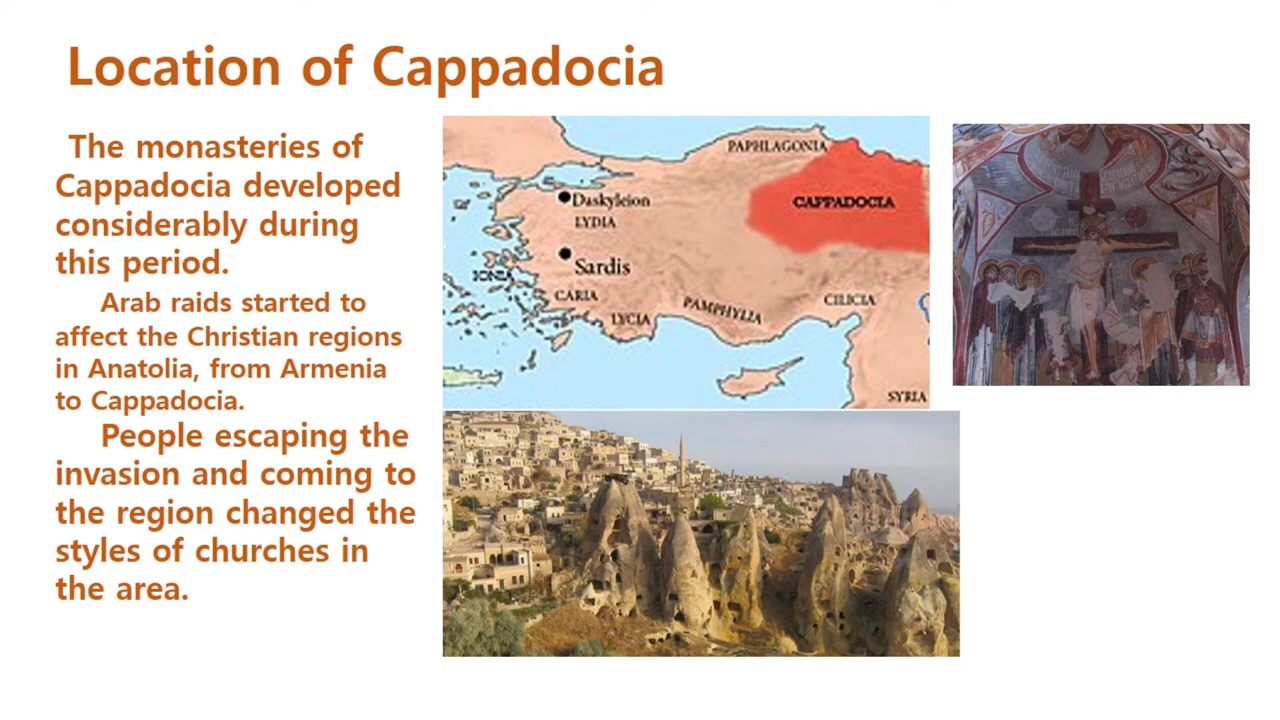 Location of Cappadocia
The monasteries of
Cappadocia developed
considerably during
this period.
Arab raids started to
affect the Christian regions
in Anatolia, from Armenia
to Cappadocia.
People escaping the
invasion and coming to
the region changed the
styles of churches in
the area.
PAPHLAGONIA
CAPPADOCIA
Daskyleion
LYDIA
Sardis
IONIA
CARIA
LYCIA
PAMPHYLIA
CILICIA
SYRIA